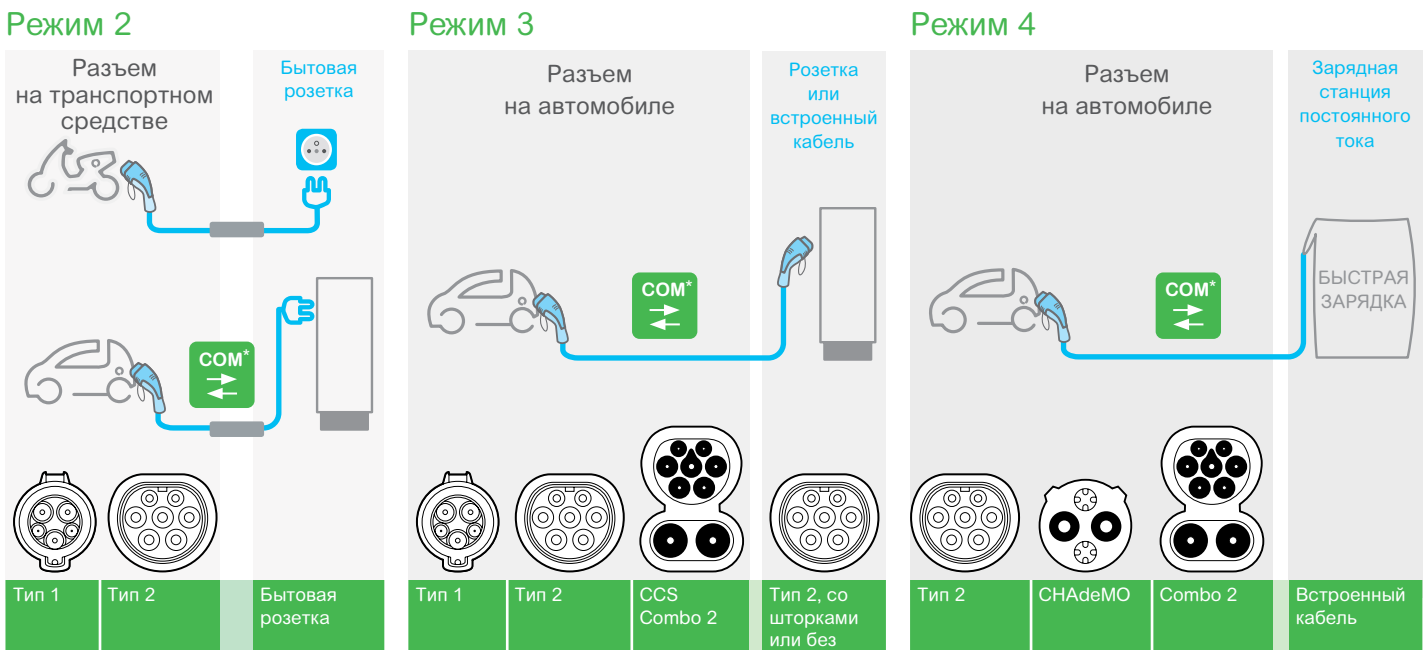 Режим 2
Разъем
на транспортном
средстве
Бытовая
розетка
COM*
Тип 1
Тип 2
Бытовая
розетка
Режим 3
Разъем
на автомобиле
Розетка
или
встроенный
кабель
COM*
Тип 1
Тип 2
CCS
Combo 2
Тип 2, со
шторками
или без
Режим 4
Разъем
на автомобиле
Зарядная
станция
постоянного
тока
COM*
БЫСТРАЯ
ЗАРЯДКА
Тип 2
CHAdeMO
Combo 2
Встроенный
кабель